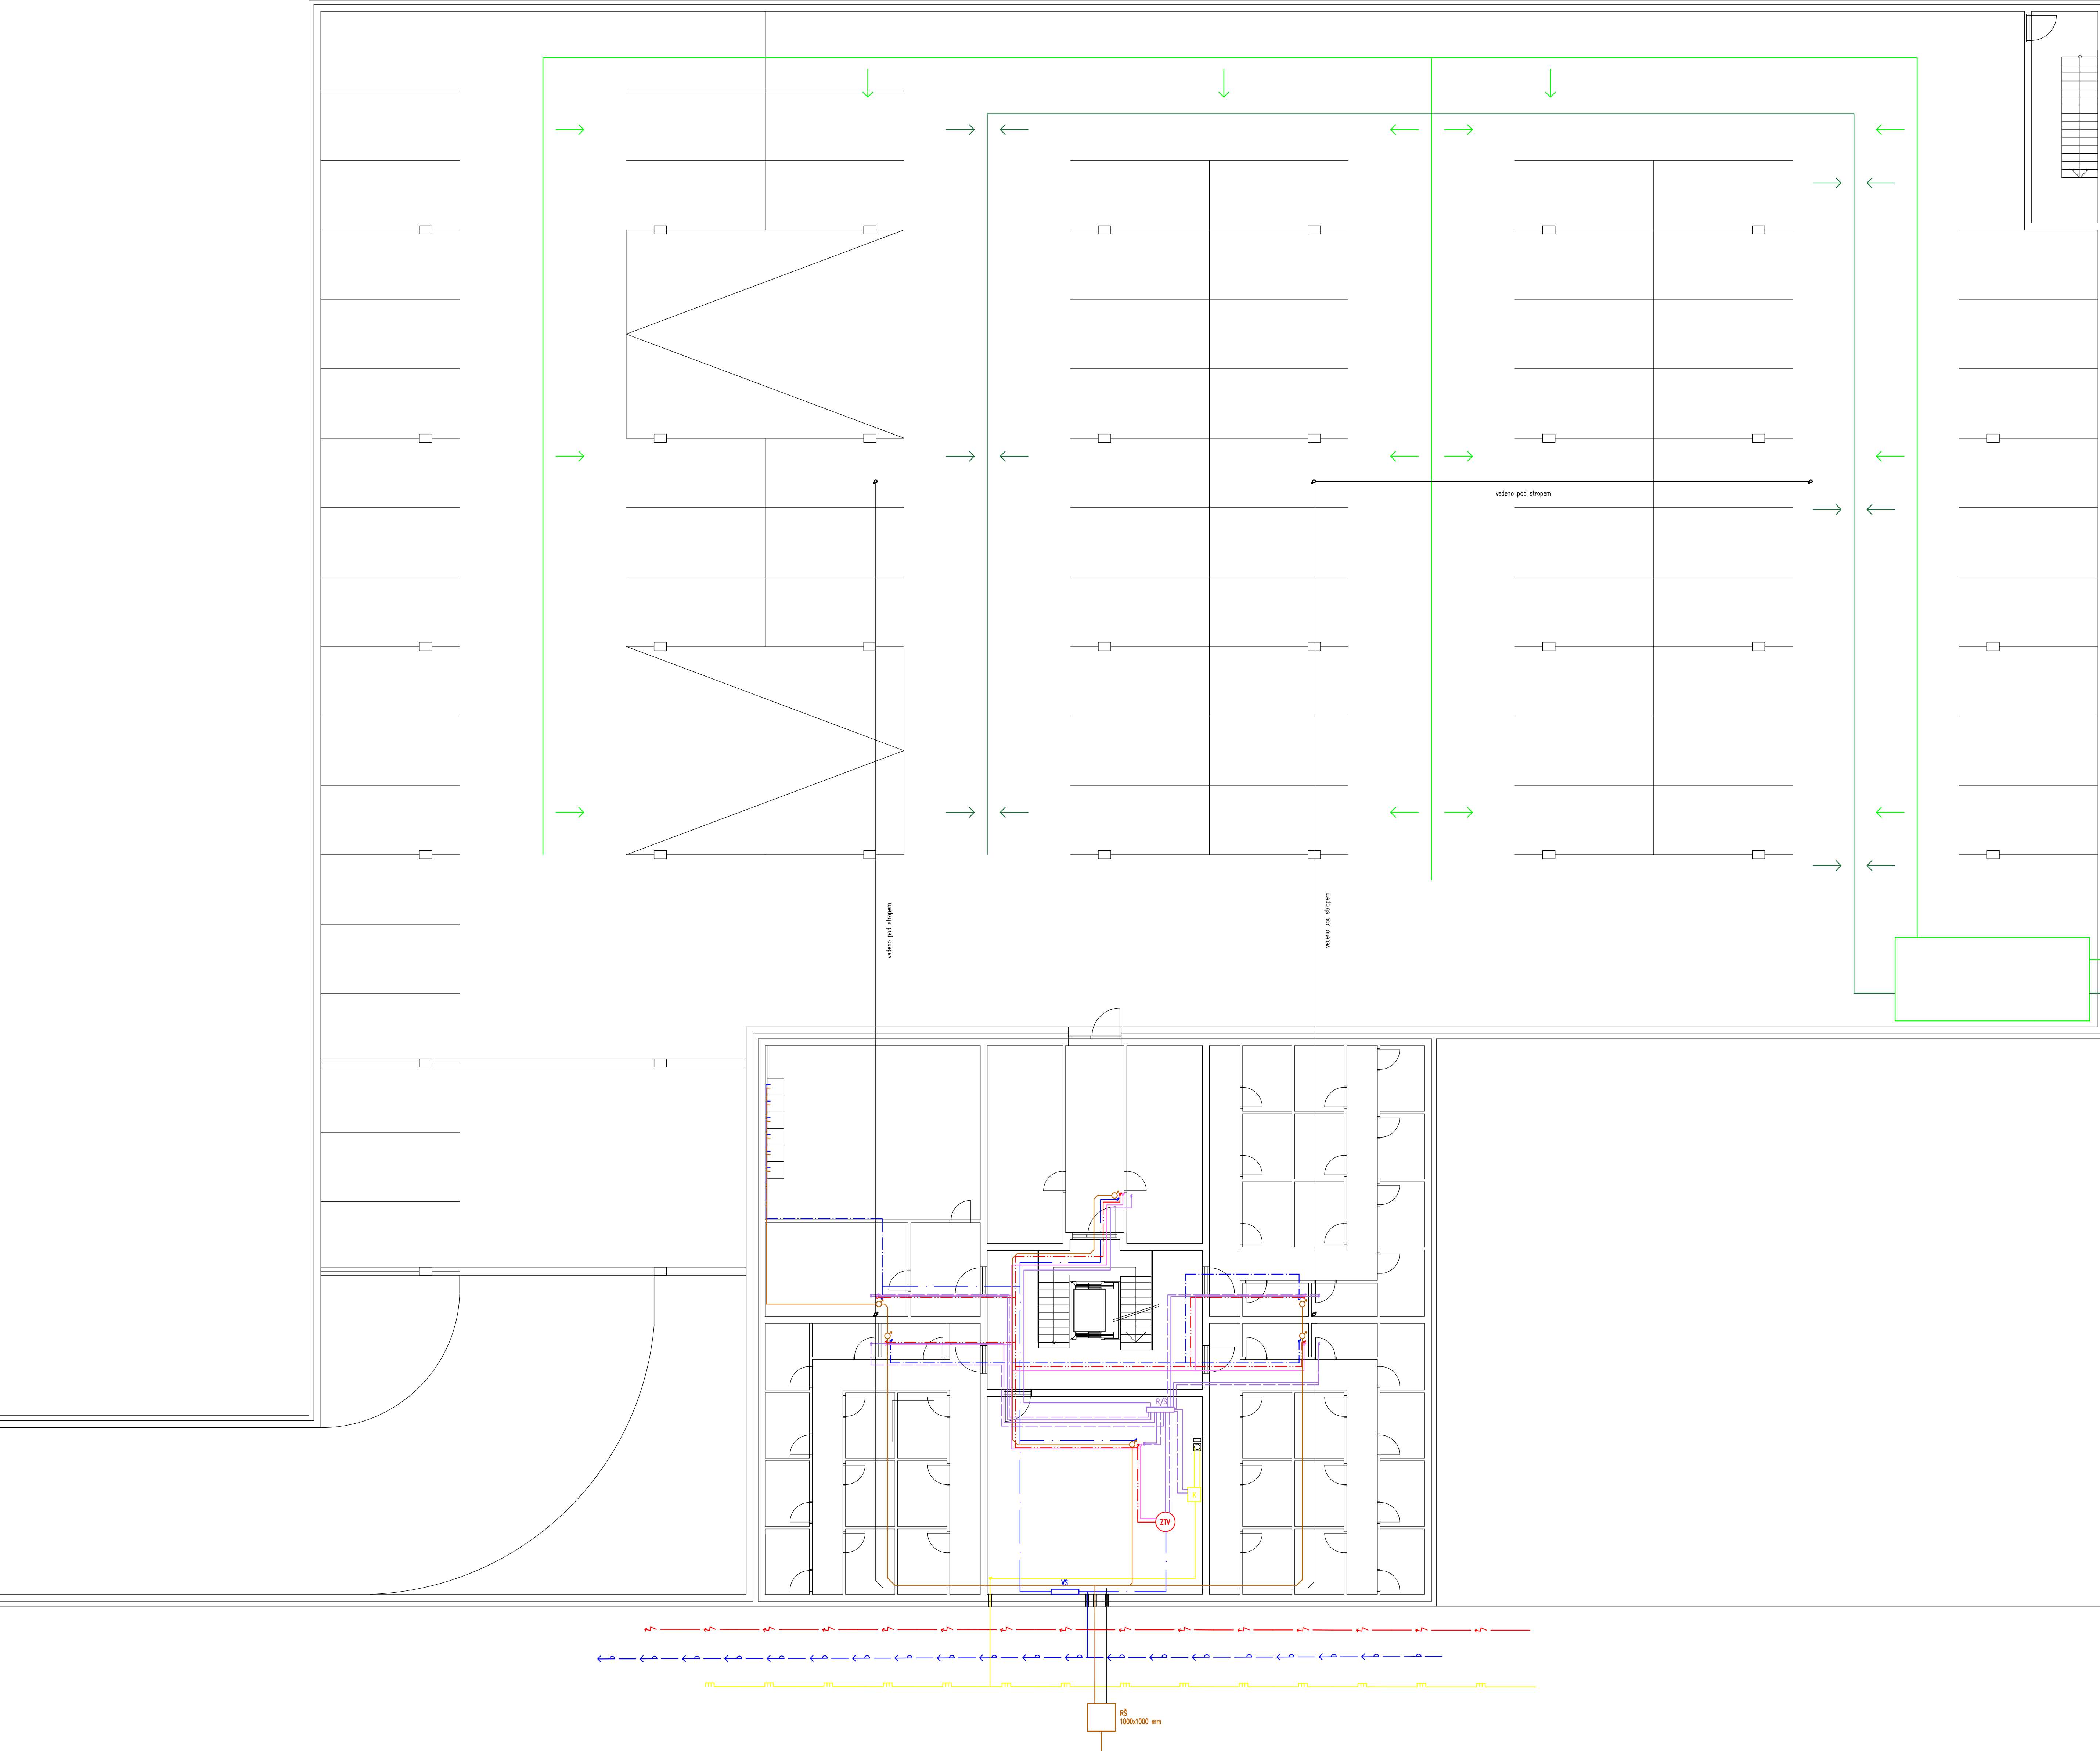 vedeno pod stropem
vedeno pod stropem
vedeno pod stropem
R/S
ZTV
VS
RŠ
1000x1000 mm